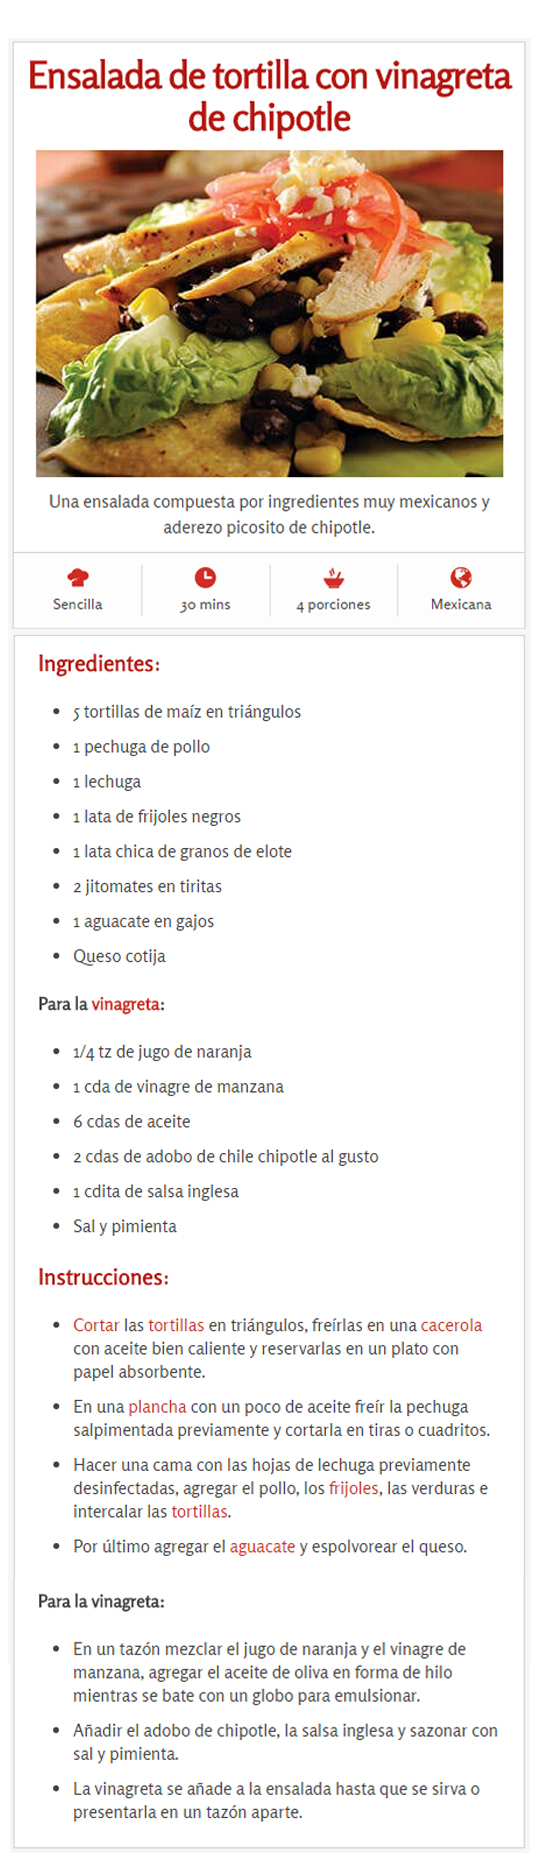 Ensalada de tortilla con vinagreta
de chipotle
Una ensalada compuesta por ingredientes muy mexicanos y
aderezo picosito de chipotle.
Sencilla
30 mins
4 porciones
Mexicana
Ingredientes:
• 5 tortillas de maíz en triángulos
• 1 pechuga de pollo
• 1 lechuga
• 1 lata de frijoles negros
• 1 lata chica de granos de elote
• 2 jitomates en tiritas
• 1 aguacate en gajos
• Queso cotija
Para la vinagreta:
• 1/4 tz de jugo de naranja
• 1 cda de vinagre de manzana
• 6 cdas de aceite
• 2 cdas de adobo de chile chipotle al gusto
• 1 cdita de salsa inglesa
• Sal y pimienta
Instrucciones:
• Cortar las tortillas en triángulos, freírlas en una cacerola
con aceite bien caliente y reservarlas en un plato con
papel absorbente.
• En una plancha con un poco de aceite freír la pechuga
salpimentada previamente y cortarla en tiras o cuadritos.
• Hacer una cama con las hojas de lechuga previamente
desinfectadas, agregar el pollo, los frijoles, las verduras e
intercalar las tortillas.
• Por último agregar el aguacate y espolvorear el queso.
Para la vinagreta:
• En un tazón mezclar el jugo de naranja y el vinagre de
manzana, agregar el aceite de oliva en forma de hilo
mientras se bate con un globo para emulsionar.
• Añadir el adobo de chipotle, la salsa inglesa y sazonar con
sal y pimienta.
• La vinagreta se añade a la ensalada hasta que se sirva o
presentarla en un tazón aparte.